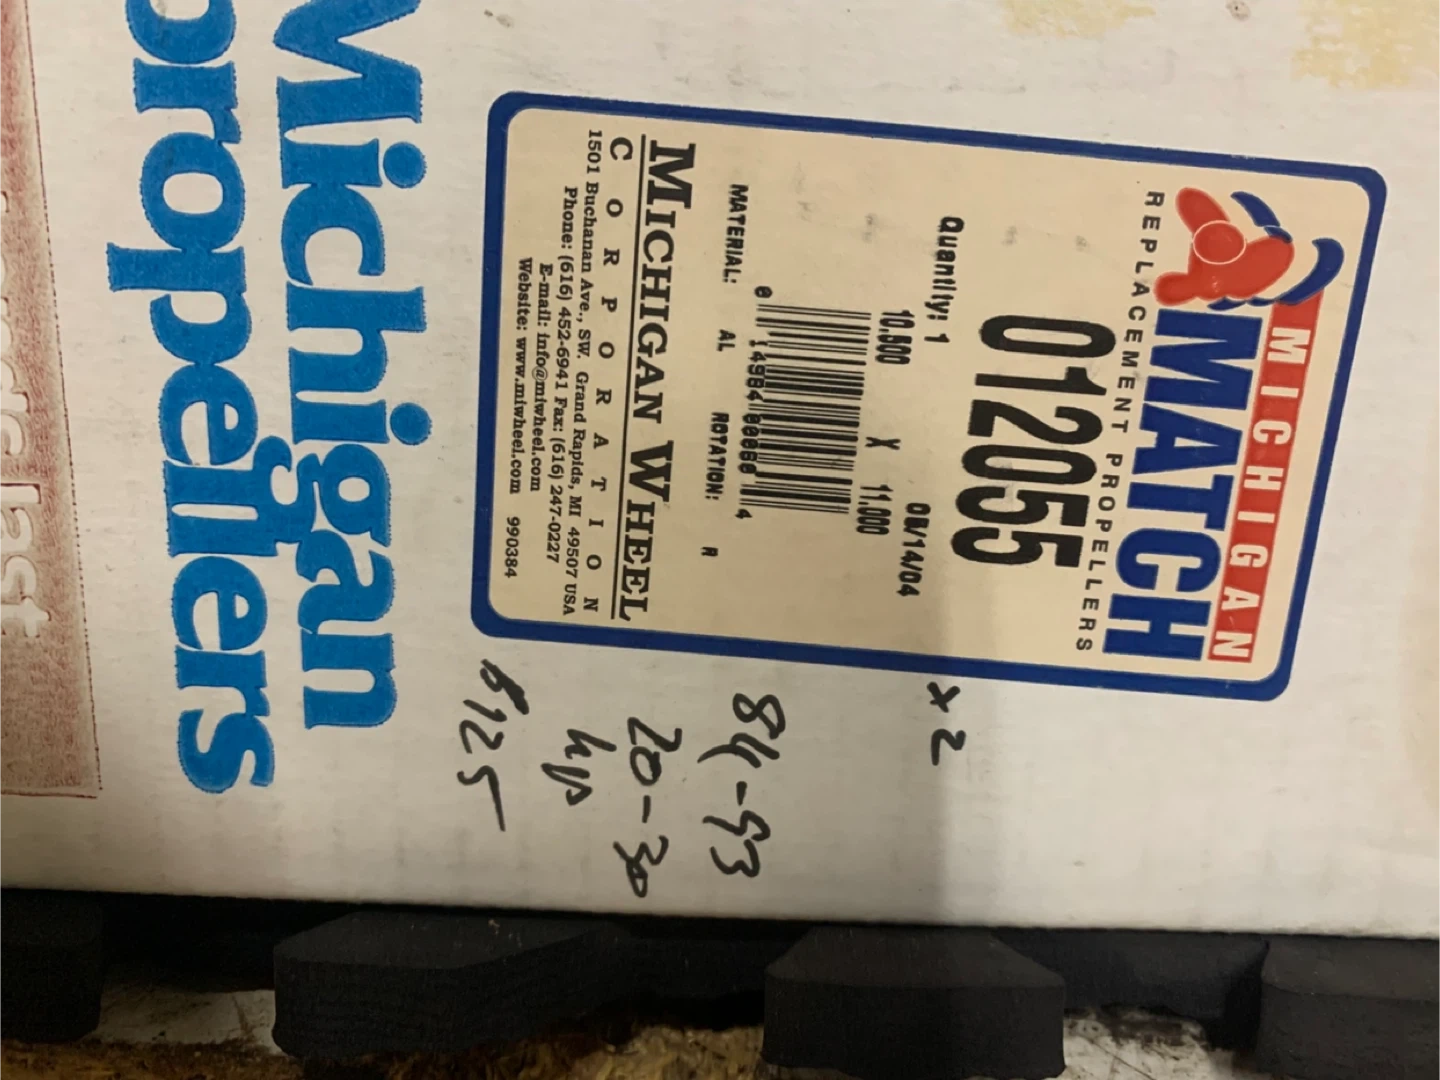 Michigan
propellers
MICHIGAN
MATCH
REPLACEMENT PROPELLERS
012055
Quantity: 1 08/14/04
10.500 X 11.000
MATERIAL: AL ROTATION: R
MICHIGAN WHEEL
CORPORATION
1501 Buchanan Ave., SW. Grand Rapids, MI 49507 USA
Phone: (616) 452-6941 Fax: (616) 247-0227
E-mail: info@miwheel.com
Website: www.miwheel.com 990384
x2
84-93
20-30
hps
last